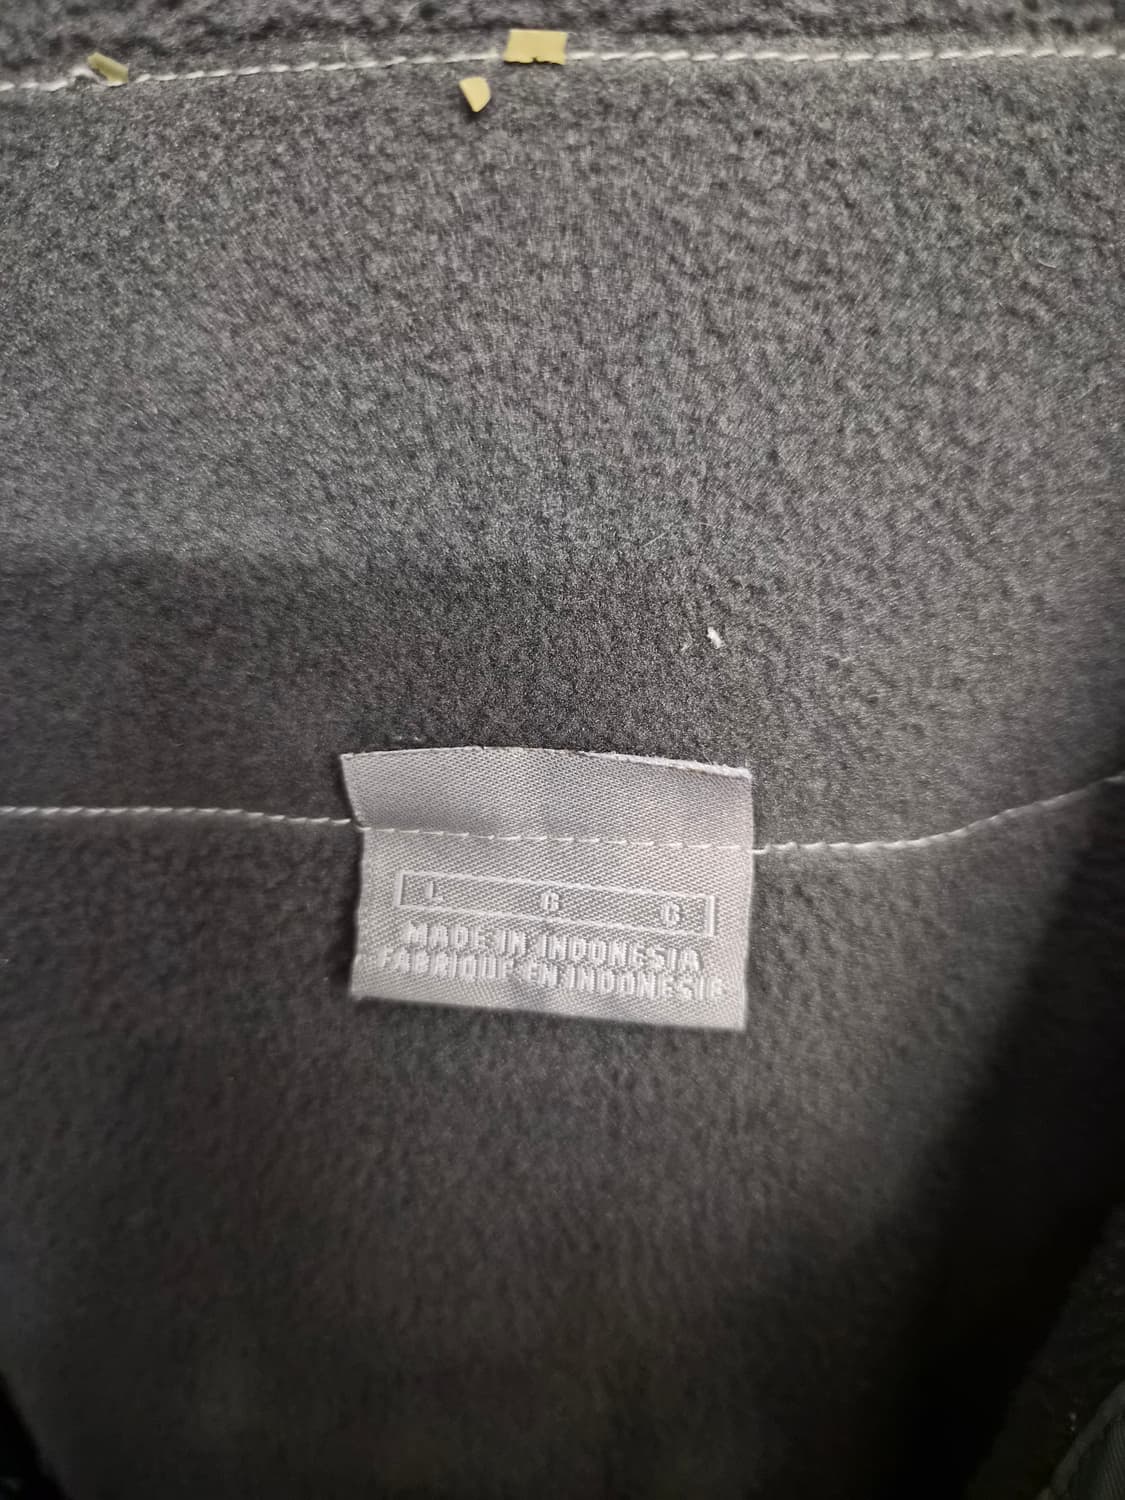 L G G
MADE IN INDONESIA
FABRIQUE EN INDONESIE